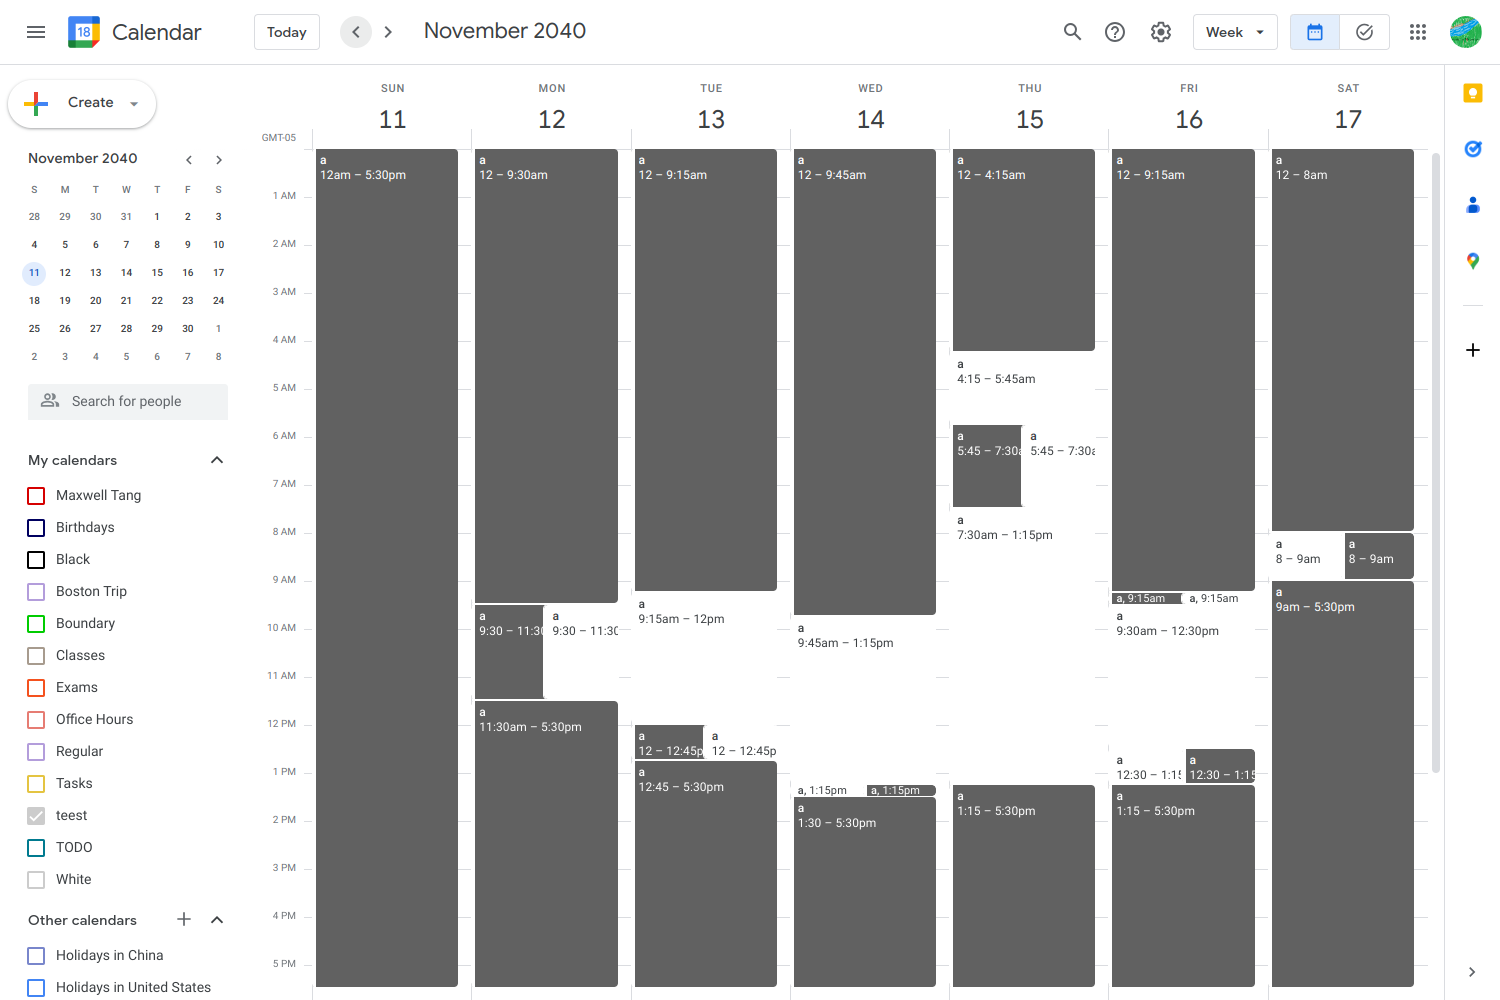 18 Calendar Today November 2040 Week
Create
November 2040
S M T W T F S
28 29 30 31 1 2 3
4 5 6 7 8 9 10
11 12 13 14 15 16 17
18 19 20 21 22 23 24
25 26 27 28 29 30 1
2 3 4 5 6 7 8
Search for people
My calendars
Maxwell Tang
Birthdays
Black
Boston Trip
Boundary
Classes
Exams
Office Hours
Regular
Tasks
teest
TODO
White
Other calendars
Holidays in China
Holidays in United States
SUN MON TUE WED THU FRI SAT
11 12 13 14 15 16 17
GMT-05
1 AM
2 AM
3 AM
4 AM
5 AM
6 AM
7 AM
8 AM
9 AM
10 AM
11 AM
12 PM
1 PM
2 PM
3 PM
4 PM
5 PM
a
12am – 5:30pm
a
12 – 9:30am
a
9:30 – 11:30
a
9:30 – 11:30
a
11:30am – 5:30pm
a
12 – 9:15am
a
9:15am – 12pm
a
12 – 12:45p
a
12 – 12:45p
a
12:45 – 5:30pm
a
12 – 9:45am
a
9:45am – 1:15pm
a, 1:15pm
a, 1:15pm
a
1:30 – 5:30pm
a
12 – 4:15am
a
4:15 – 5:45am
a
5:45 – 7:30a
a
5:45 – 7:30a
a
7:30am – 1:15pm
a
1:15 – 5:30pm
a
12 – 9:15am
a, 9:15am
a, 9:15am
a
9:30am – 12:30pm
a
12:30 – 1:15
a
12:30 – 1:15
a
1:15 – 5:30pm
a
12 – 8am
a
8 – 9am
a
8 – 9am
a
9am – 5:30pm